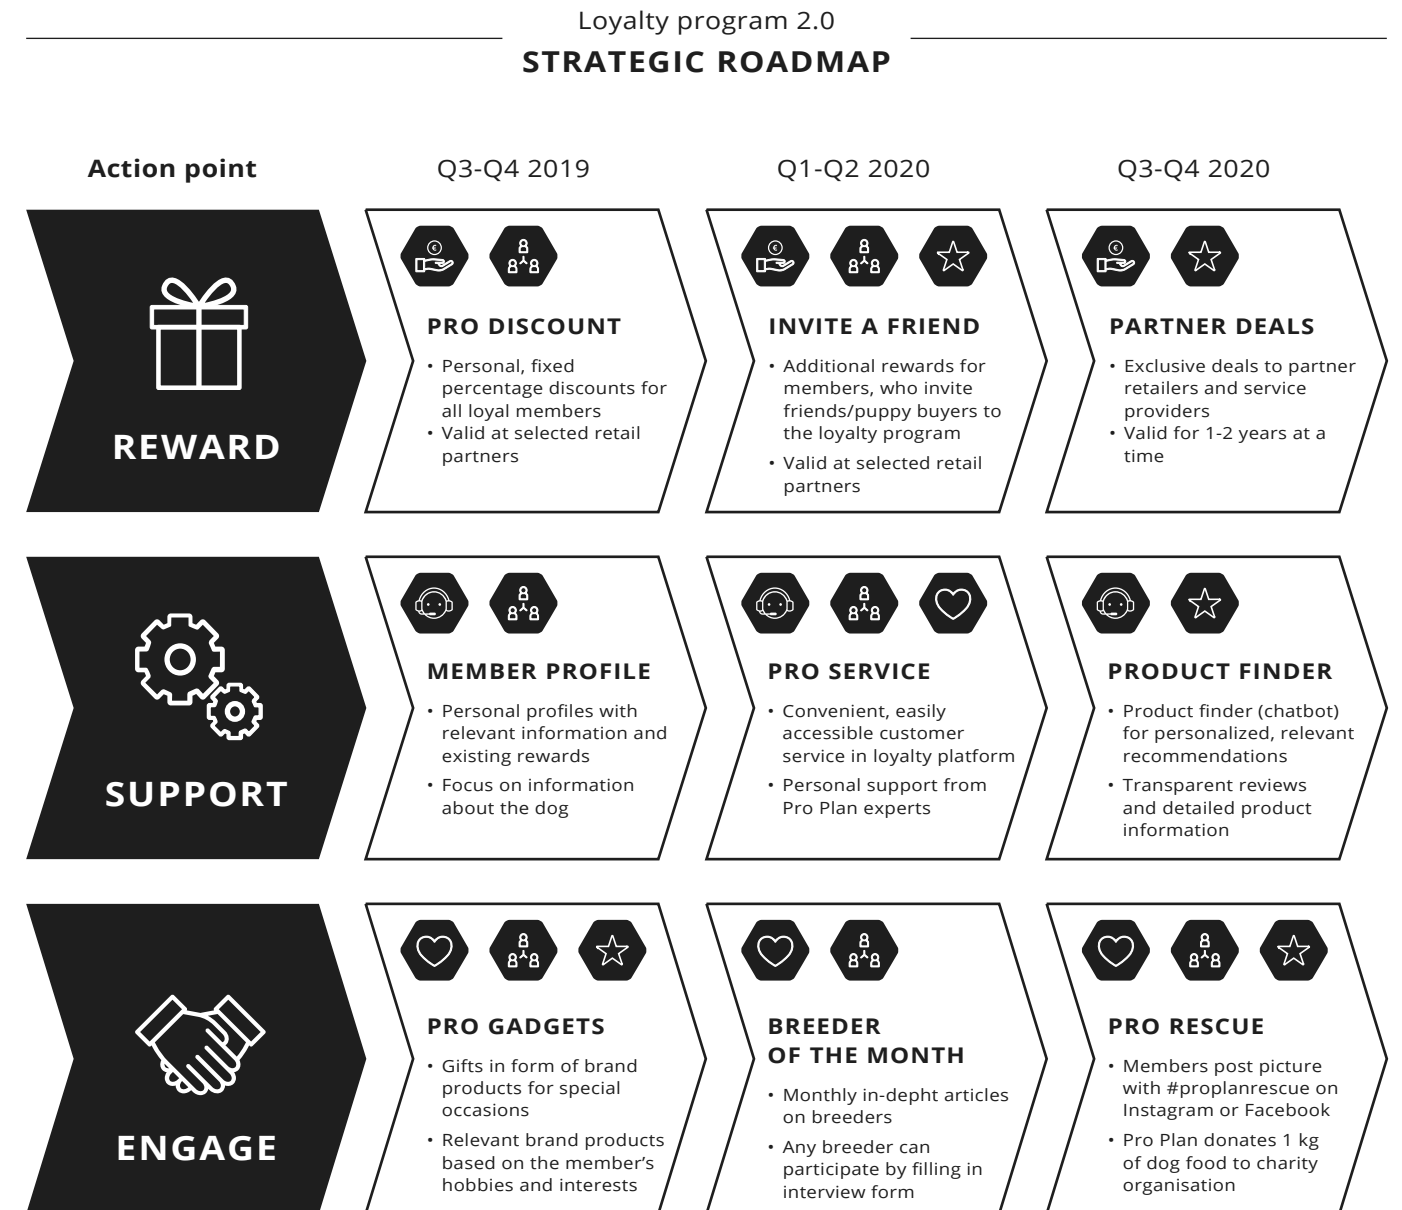 Loyalty program 2.0
STRATEGIC ROADMAP
Action point
Q3-Q4 2019
Q1-Q2 2020
Q3-Q4 2020
REWARD
€
PRO DISCOUNT
• Personal, fixed
percentage discounts for
all loyal members
• Valid at selected retail
partners
€
INVITE A FRIEND
• Additional rewards for
members, who invite
friends/puppy buyers to
the loyalty program
• Valid at selected retail
partners
€
PARTNER DEALS
• Exclusive deals to partner
retailers and service
providers
• Valid for 1-2 years at a
time
SUPPORT
MEMBER PROFILE
• Personal profiles with
relevant information and
existing rewards
• Focus on information
about the dog
PRO SERVICE
• Convenient, easily
accessible customer
service in loyalty platform
• Personal support from
Pro Plan experts
PRODUCT FINDER
• Product finder (chatbot)
for personalized, relevant
recommendations
• Transparent reviews
and detailed product
information
ENGAGE
PRO GADGETS
• Gifts in form of brand
products for special
occasions
• Relevant brand products
based on the member’s
hobbies and interests
BREEDER
OF THE MONTH
• Monthly in-depht articles
on breeders
• Any breeder can
participate by filling in
interview form
PRO RESCUE
• Members post picture
with #proplanrescue on
Instagram or Facebook
• Pro Plan donates 1 kg
of dog food to charity
organisation